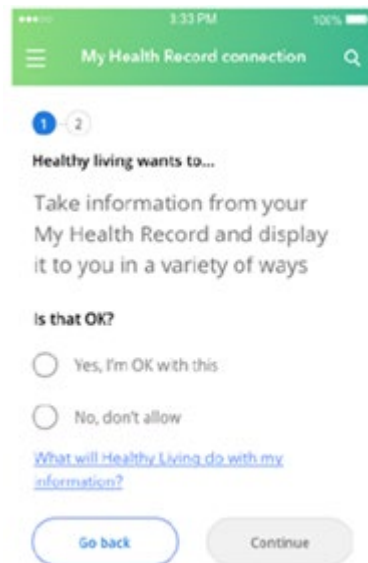 3:33 PM
100%
My Health Record connection
1
2
Healthy living wants to...
Take information from your
My Health Record and display
it to you in a variety of ways
Is that OK?
Yes, I'm OK with this
No, don't allow
What will Healthy Living do with my
information?
Go back
Continue